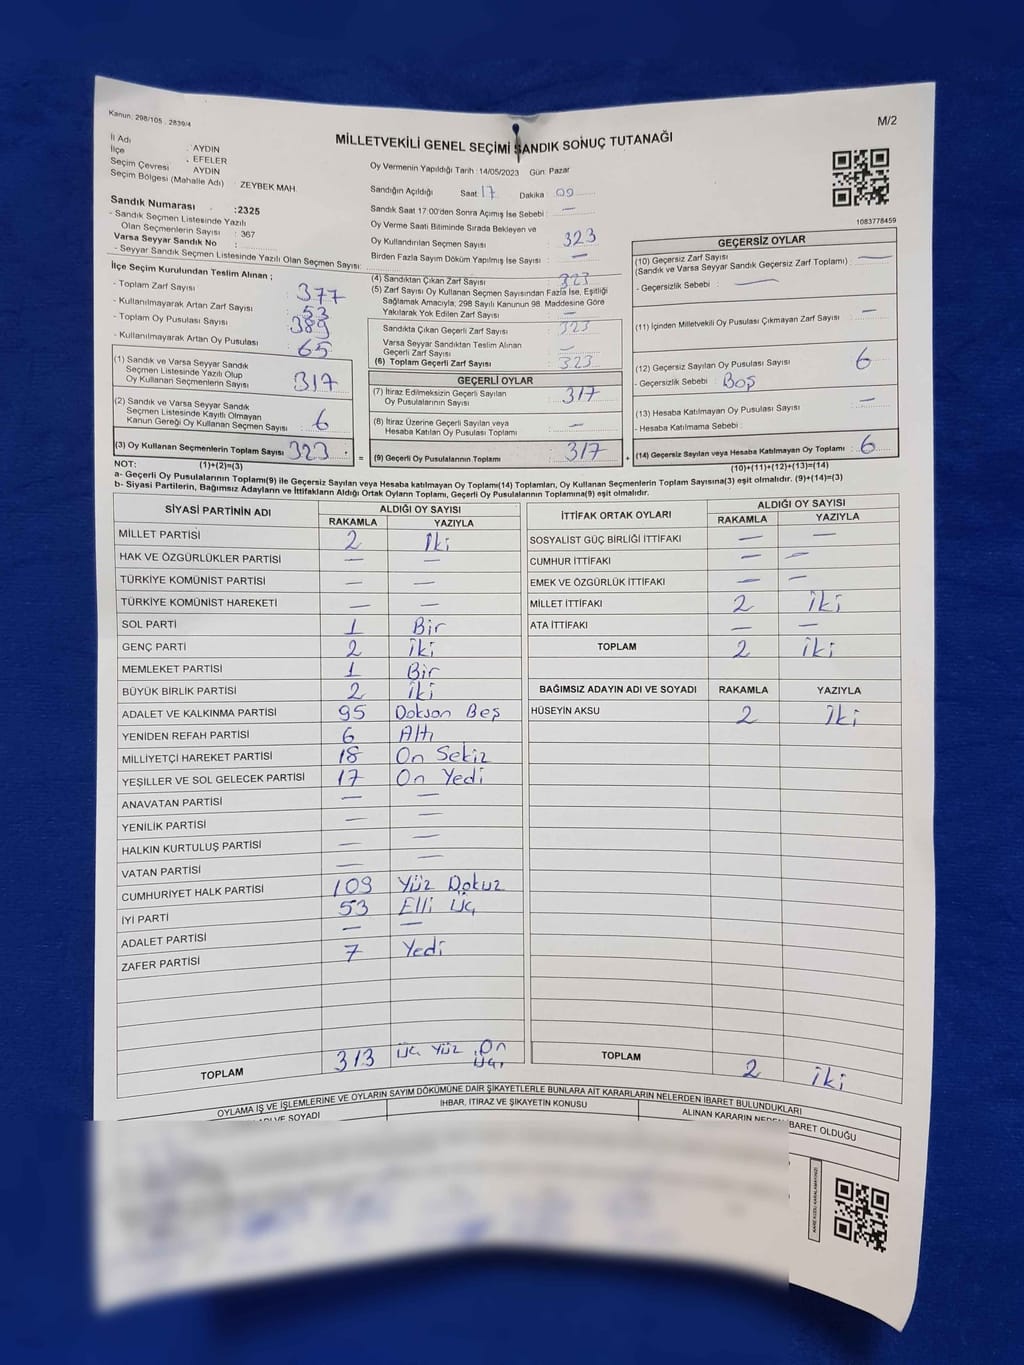 Kanun: 298/105 , 2839/4
M/2
MİLLETVEKİLİ GENEL SEÇİMİ SANDIK SONUÇ TUTANAĞI
İl Adı : AYDIN
İlçe : EFELER
Seçim Çevresi : AYDIN
Seçim Bölgesi (Mahalle Adı) : ZEYBEK MAH.
Sandık Numarası :2325
- Sandık Seçmen Listesinde Yazılı
Olan Seçmenlerin Sayısı : 367
Varsa Seyyar Sandık No :
- Seyyar Sandık Seçmen Listesinde Yazılı Olan Seçmen Sayısı:
İlçe Seçim Kurulundan Teslim Alınan ;
- Toplam Zarf Sayısı : 377
- Kullanılmayarak Artan Zarf Sayısı : 53
- Toplam Oy Pusulası Sayısı : 389
- Kullanılmayarak Artan Oy Pusulası : 65
(1) Sandık ve Varsa Seyyar Sandık
Seçmen Listesinde Yazılı Olup
Oy Kullanan Seçmenlerin Sayısı : 317
(2) Sandık ve Varsa Seyyar Sandık
Seçmen Listesinde Kayıtlı Olmayan
Kanun Gereği Oy Kullanan Seçmen Sayısı : 6
(3) Oy Kullanan Seçmenlerin Toplam Sayısı : 323
Oy Vermenin Yapıldığı Tarih : 14/05/2023 Gün: Pazar
Sandığın Açıldığı Saat 17 Dakika : 00
Sandık Saat 17:00'den Sonra Açımış İse Sebebi : —
Oy Verme Saati Bitiminde Sırada Bekleyen ve
Oy Kullandırılan Seçmen Sayısı : 323
Birden Fazla Sayım Döküm Yapılmış İse Sayısı : —
(4) Sandıktan Çıkan Zarf Sayısı : 323
(5) Zarf Sayısı Oy Kullanan Seçmen Sayısından Fazla İse, Eşitliği
Sağlamak Amacıyla; 298 Sayılı Kanunun 98. Maddesine Göre
Yakılarak Yok Edilen Zarf Sayısı : —
Sandıkta Çıkan Geçerli Zarf Sayısı : 323
Varsa Seyyar Sandıktan Teslim Alınan
Geçerli Zarf Sayısı : —
(6) Toplam Geçerli Zarf Sayısı : 323
GEÇERLİ OYLAR
(7) İtiraz Edilmeksizin Geçerli Sayılan
Oy Pusulalarının Sayısı : 317
(8) İtiraz Üzerine Geçerli Sayılan veya
Hesaba Katılan Oy Pusulaları Toplamı : —
= (9) Geçerli Oy Pusulalarının Toplamı : 317 +
1083778459
GEÇERSİZ OYLAR
(10) Geçersiz Zarf Sayısı
(Sandık ve Varsa Seyyar Sandık Geçersiz Zarf Toplamı) : —
- Geçersizlik Sebebi : —
(11) İçinden Milletvekili Oy Pusulası Çıkmayan Zarf Sayısı : —
(12) Geçersiz Sayılan Oy Pusulası Sayısı : 6
- Geçersizlik Sebebi : Boş
(13) Hesaba Katılmayan Oy Pusulası Sayısı : —
- Hesaba Katılmama Sebebi :
(14) Geçersiz Sayılan veya Hesaba Katılmayan Oy Toplamı : 6
NOT: (1)+(2)=(3)
(10)+(11)+(12)+(13)=(14)
a- Geçerli Oy Pusulalarının Toplamı(9) ile Geçersiz Sayılan veya Hesaba katılmayan Oy Toplamı(14) Toplamları, Oy Kullanan Seçmenlerin Toplam Sayısına(3) eşit olmalıdır. (9)+(14)=(3)
b- Siyasi Partilerin, Bağımsız Adayların ve İttifakların Aldığı Ortak Oyların Toplamı, Geçerli Oy Pusulalarının Toplamına(9) eşit olmalıdır.
SİYASİ PARTİNİN ADI ALDIĞI OY SAYISI
RAKAMLA YAZIYLA
MİLLET PARTİSİ 2 İki
HAK VE ÖZGÜRLÜKLER PARTİSİ — —
TÜRKİYE KOMÜNİST PARTİSİ — —
TÜRKİYE KOMÜNİST HAREKETİ — —
SOL PARTİ 1 Bir
GENÇ PARTİ 2 iki
MEMLEKET PARTİSİ 1 Bir
BÜYÜK BİRLİK PARTİSİ 2 iki
ADALET VE KALKINMA PARTİSİ 95 Doksan Beş
YENİDEN REFAH PARTİSİ 6 Altı
MİLLİYETÇİ HAREKET PARTİSİ 18 On Sekiz
YEŞİLLER VE SOL GELECEK PARTİSİ 17 On Yedi
ANAVATAN PARTİSİ — —
YENİLİK PARTİSİ — —
HALKIN KURTULUŞ PARTİSİ — —
VATAN PARTİSİ — —
CUMHURİYET HALK PARTİSİ 109 Yüz Dokuz
İYİ PARTİ 53 Elli Üç
ADALET PARTİSİ — —
ZAFER PARTİSİ 7 Yedi
TOPLAM 313 Üç Yüz On
Üç
İTTİFAK ORTAK OYLARI ALDIĞI OY SAYISI
RAKAMLA YAZIYLA
SOSYALİST GÜÇ BİRLİĞİ İTTİFAKI — —
CUMHUR İTTİFAKI — —
EMEK VE ÖZGÜRLÜK İTTİFAKI — —
MİLLET İTTİFAKI 2 İki
ATA İTTİFAKI — —
TOPLAM 2 İki
BAĞIMSIZ ADAYIN ADI VE SOYADI RAKAMLA YAZIYLA
HÜSEYİN AKSU 2 İki
TOPLAM 2 İki
OYLAMA İŞ VE İŞLEMLERİNE VE OYLARIN SAYIM DÖKÜMÜNE DAİR ŞİKAYETLERLE BUNLARA AİT KARARLARIN NELERDEN İBARET BULUNDUKLARI
VE SOYADI İHBAR, İTİRAZ VE ŞİKAYETİN KONUSU ALINAN KARARIN NEDEN İBARET OLDUĞU